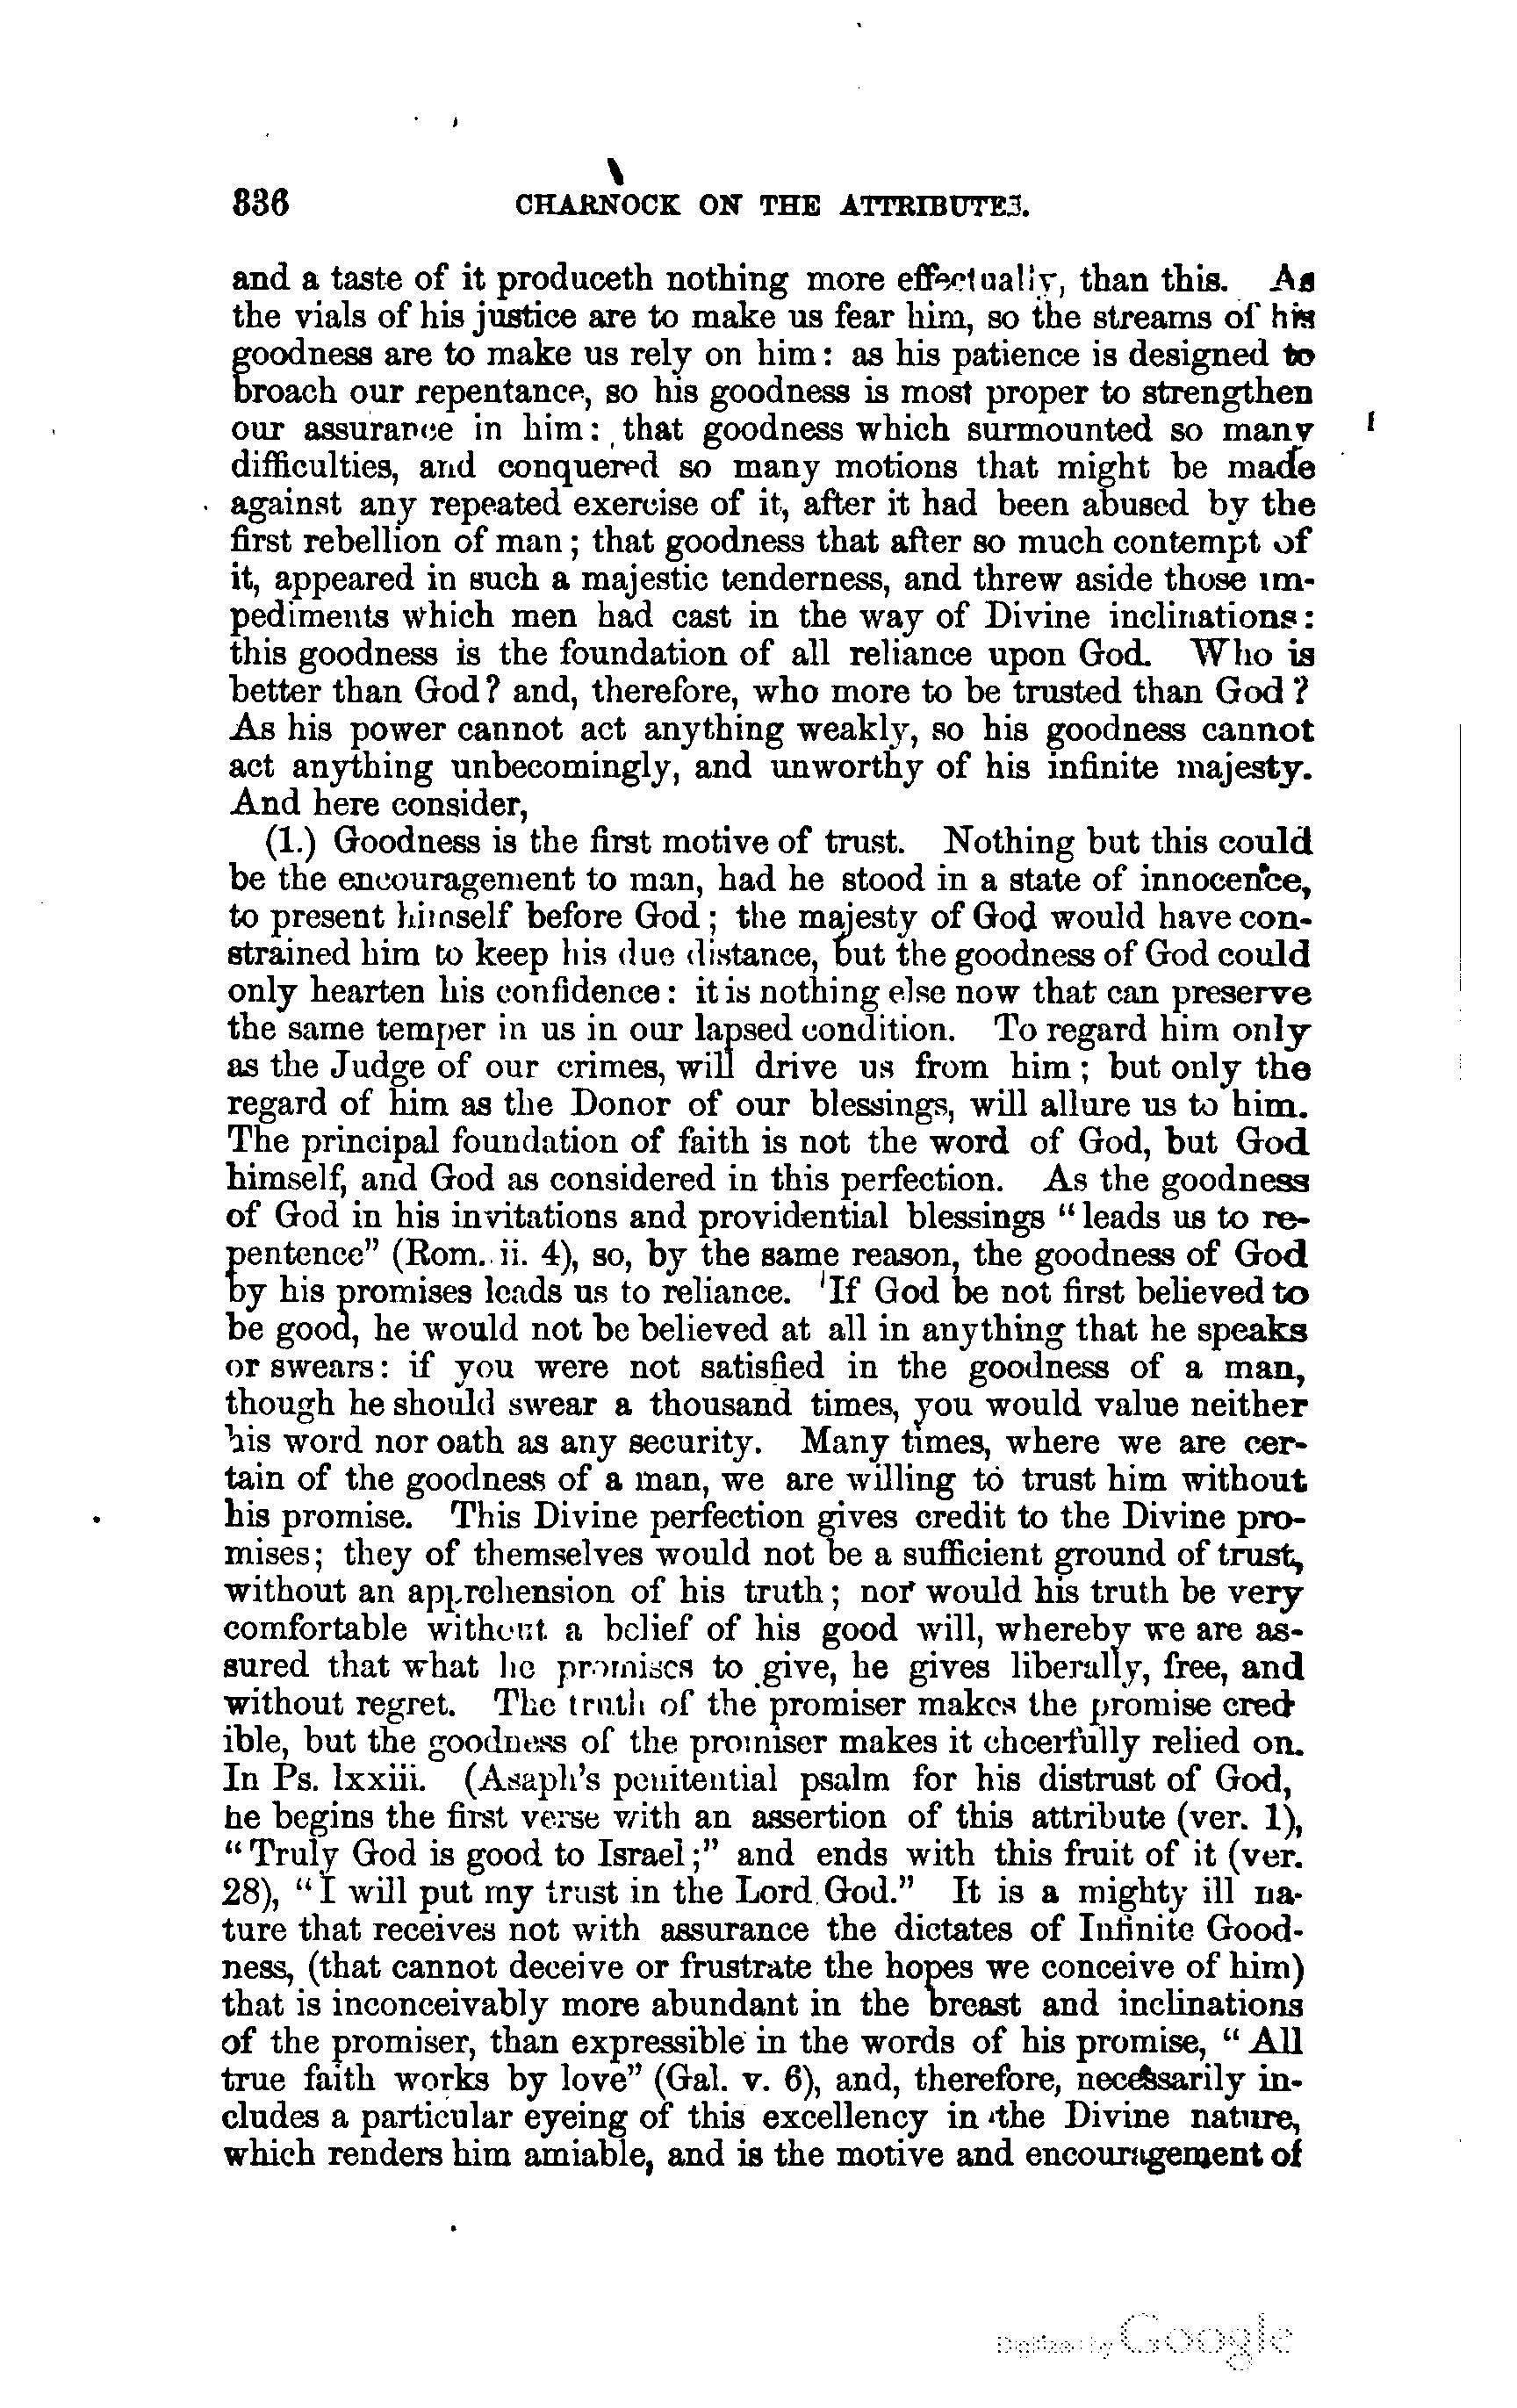 336 CHARNOCK ON THE ATTRIBUTES.
and a taste of it produceth nothing more effectually, than this. As
the vials of his justice are to make us fear him, so the streams of his
goodness are to make us rely on him: as his patience is designed to
broach our repentance, so his goodness is most proper to strengthen
our assurance in him: that goodness which surmounted so many
difficulties, and conquered so many motions that might be made
against any repeated exercise of it, after it had been abused by the
first rebellion of man; that goodness that after so much contempt of
it, appeared in such a majestic tenderness, and threw aside those im-
pediments which men had cast in the way of Divine inclinations:
this goodness is the foundation of all reliance upon God. Who is
better than God? and, therefore, who more to be trusted than God?
As his power cannot act anything weakly, so his goodness cannot
act anything unbecomingly, and unworthy of his infinite majesty.
And here consider,
(1.) Goodness is the first motive of trust. Nothing but this could
be the encouragement to man, had he stood in a state of innocence,
to present himself before God; the majesty of God would have con-
strained him to keep his due distance, but the goodness of God could
only hearten his confidence: it is nothing else now that can preserve
the same temper in us in our lapsed condition. To regard him only
as the Judge of our crimes, will drive us from him; but only the
regard of him as the Donor of our blessings, will allure us to him.
The principal foundation of faith is not the word of God, but God
himself, and God as considered in this perfection. As the goodness
of God in his invitations and providential blessings "leads us to re-
pentence" (Rom. ii. 4), so, by the same reason, the goodness of God
by his promises leads us to reliance. If God be not first believed to
be good, he would not be believed at all in anything that he speaks
or swears: if you were not satisfied in the goodness of a man,
though he should swear a thousand times, you would value neither
his word nor oath as any security. Many times, where we are cer-
tain of the goodness of a man, we are willing to trust him without
his promise. This Divine perfection gives credit to the Divine pro-
mises; they of themselves would not be a sufficient ground of trust,
without an apprehension of his truth; nor would his truth be very
comfortable without a belief of his good will, whereby we are as-
sured that what he promises to give, he gives liberally, free, and
without regret. The truth of the promiser makes the promise cred
ible, but the goodness of the promiser makes it cheerfully relied on.
In Ps. lxxiii. (Asaph's penitential psalm for his distrust of God,
he begins the first verse with an assertion of this attribute (ver. 1),
"Truly God is good to Israel;" and ends with this fruit of it (ver.
28), "I will put my trust in the Lord God." It is a mighty ill na-
ture that receives not with assurance the dictates of Infinite Good-
ness, (that cannot deceive or frustrate the hopes we conceive of him)
that is inconceivably more abundant in the breast and inclinations
of the promiser, than expressible in the words of his promise, "All
true faith works by love" (Gal. v. 6), and, therefore, necessarily in-
cludes a particular eyeing of this excellency in the Divine nature,
which renders him amiable, and is the motive and encouragement of
Digitized by Google